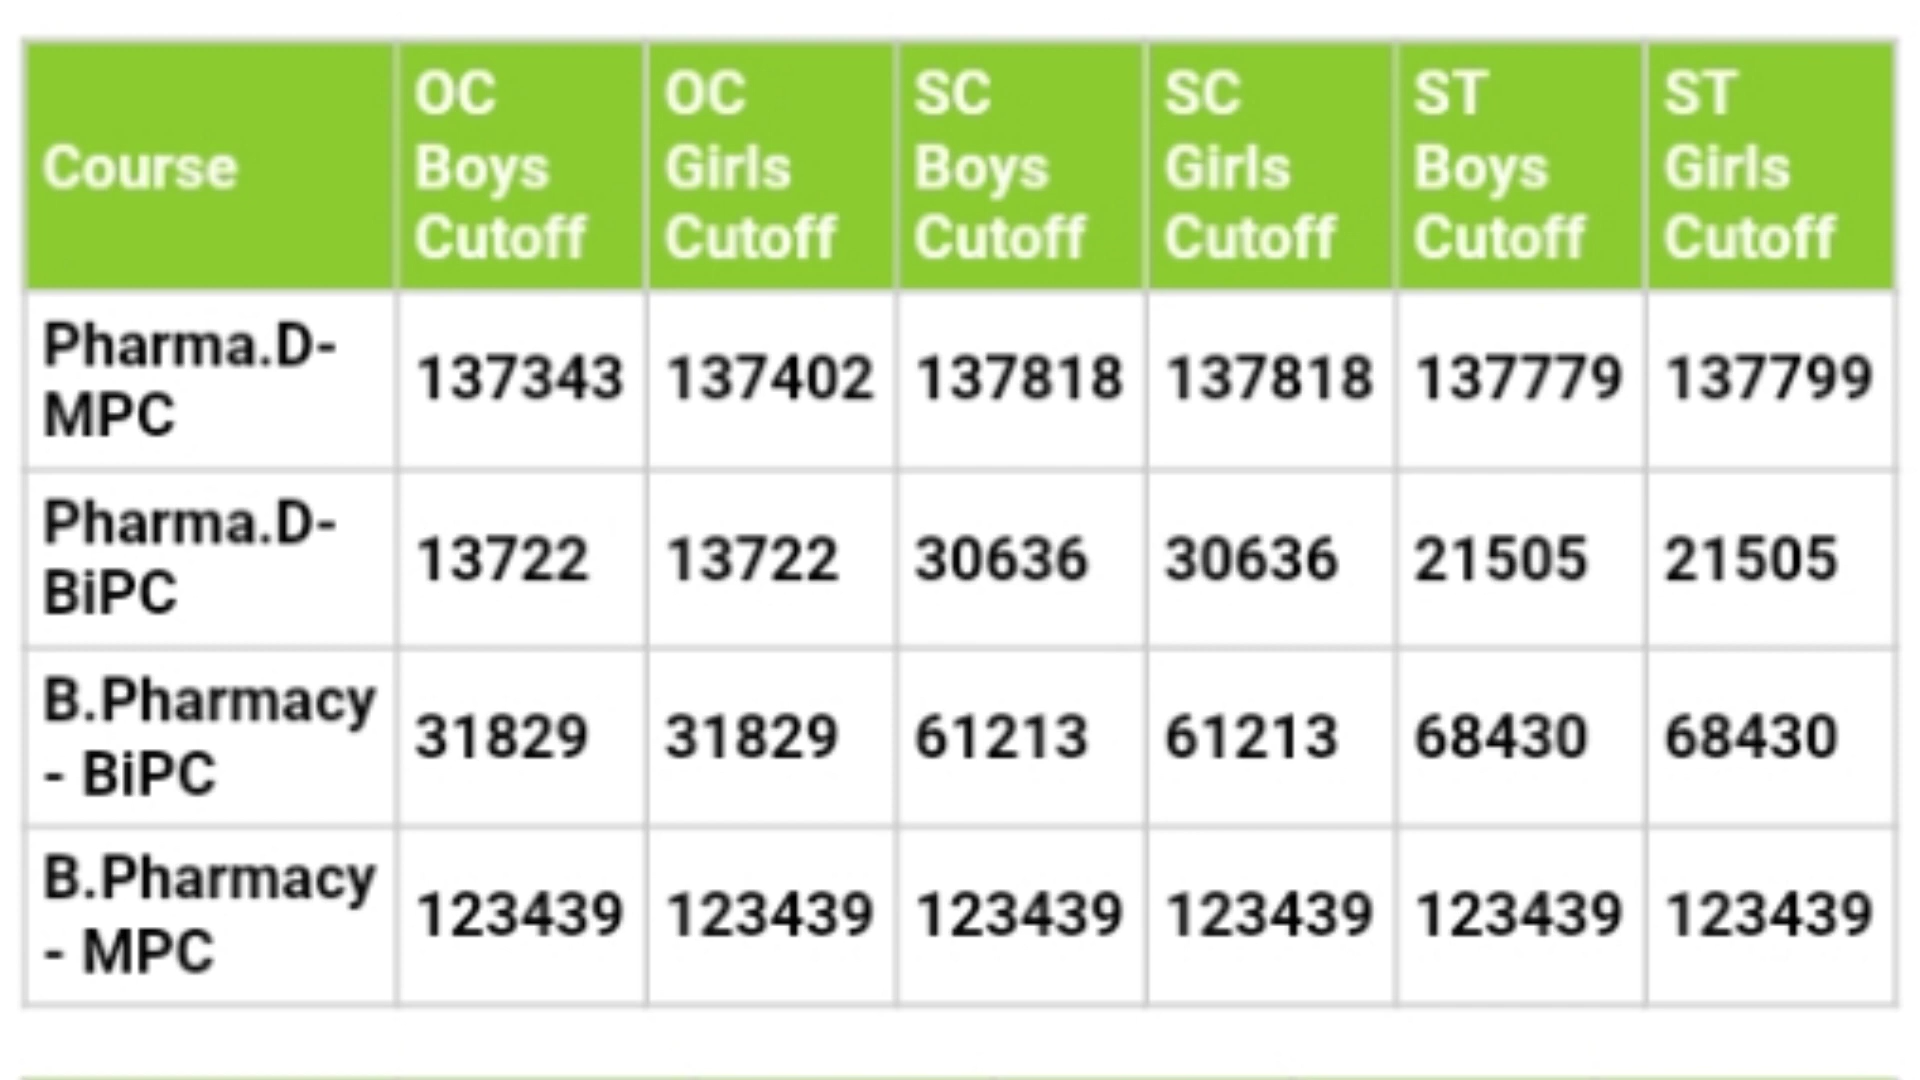 Course
OC
Boys
Cutoff
OC
Girls
Cutoff
SC
Boys
Cutoff
SC
Girls
Cutoff
ST
Boys
Cutoff
ST
Girls
Cutoff
Pharma.D-
MPC
137343
137402
137818
137818
137779
137799
Pharma.D-
BiPC
13722
13722
30636
30636
21505
21505
B.Pharmacy
- BiPC
31829
31829
61213
61213
68430
68430
B.Pharmacy
- MPC
123439
123439
123439
123439
123439
123439